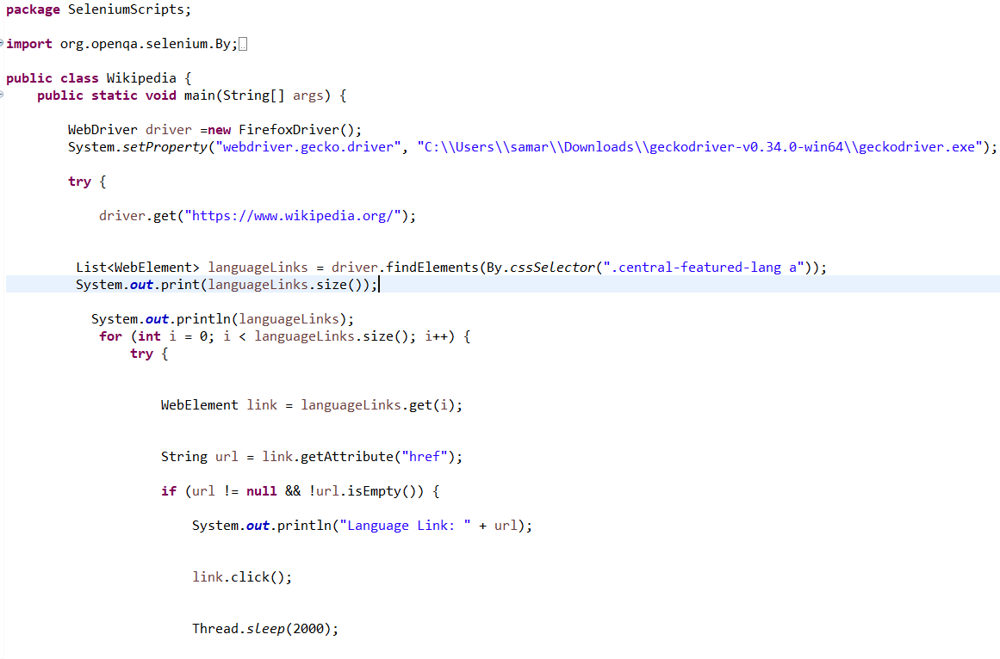 package SeleniumScripts;
import org.openqa.selenium.By;
public class Wikipedia {
public static void main(String[] args) {
WebDriver driver =new FirefoxDriver();
System.setProperty("webdriver.gecko.driver", "C:\\Users\\samar\\Downloads\\geckodriver-v0.34.0-win64\\geckodriver.exe");
try {
driver.get("https://www.wikipedia.org/");
List<WebElement> languageLinks = driver.findElements(By.cssSelector(".central-featured-lang a"));
System.out.print(languageLinks.size());
System.out.println(languageLinks);
for (int i = 0; i < languageLinks.size(); i++) {
try {
WebElement link = languageLinks.get(i);
String url = link.getAttribute("href");
if (url != null && !url.isEmpty()) {
System.out.println("Language Link: " + url);
link.click();
Thread.sleep(2000);